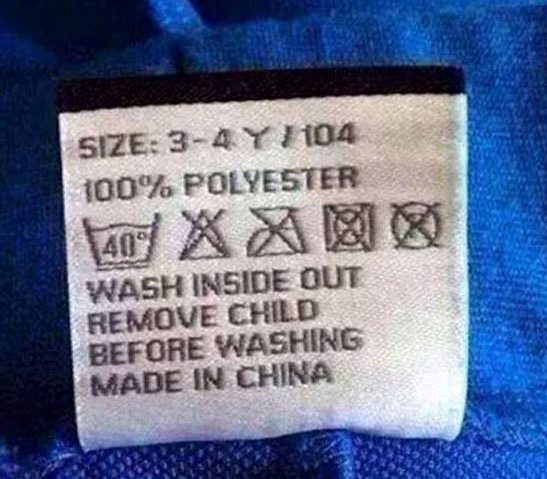 SIZE: 3-4 Y / 104
100% POLYESTER
40°
WASH INSIDE OUT
REMOVE CHILD
BEFORE WASHING
MADE IN CHINA